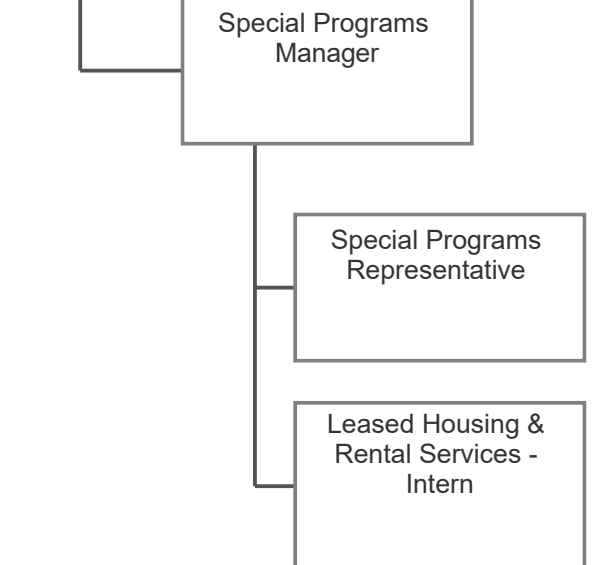 Special Programs
Manager
Special Programs
Representative
Leased Housing &
Rental Services -
Intern